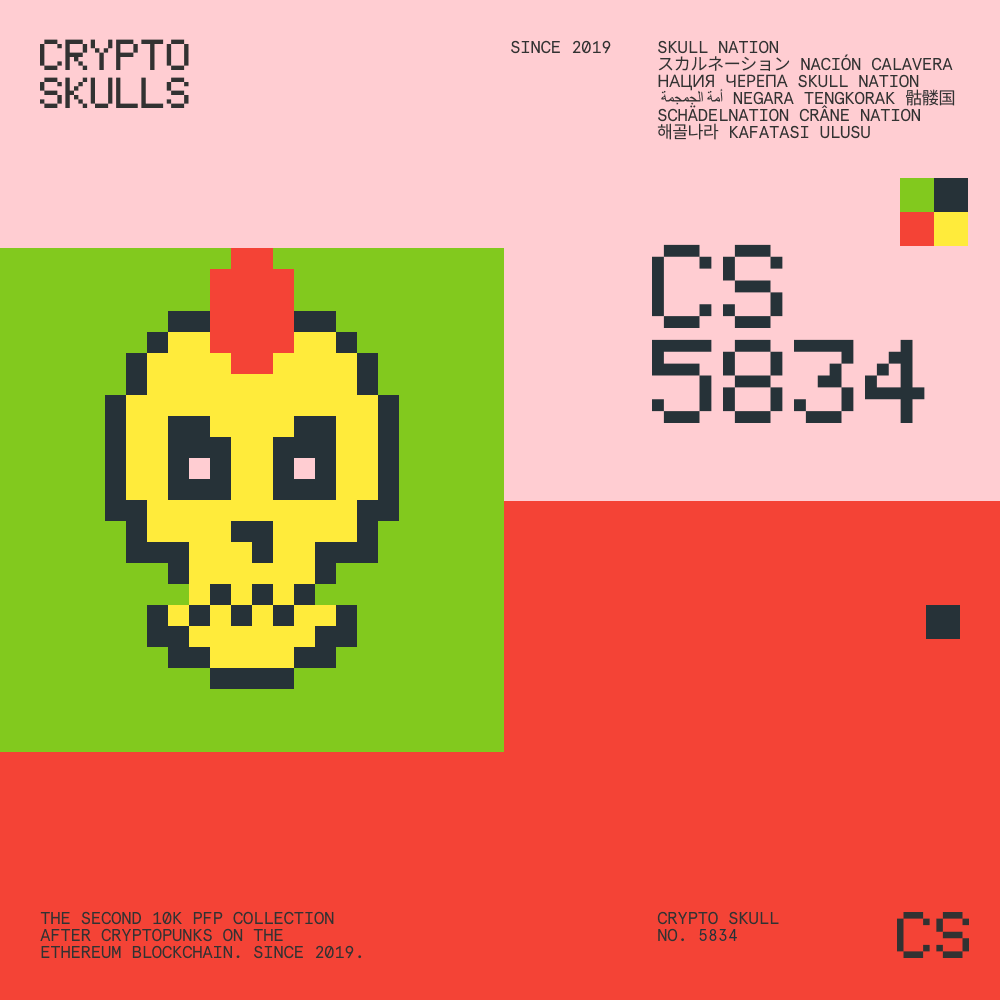 CRYPTO
SKULLS
SINCE 2019
SKULL NATION
スカルネーション NACIÓN CALAVERA
НАЦИЯ ЧЕРЕПА SKULL NATION
أمة الجمجمة NEGARA TENGKORAK 骷髅国
SCHÄDELNATION CRÂNE NATION
해골나라 KAFATASI ULUSU
CS
5834
THE SECOND 10K PFP COLLECTION
AFTER CRYPTOPUNKS ON THE
ETHEREUM BLOCKCHAIN. SINCE 2019.
CRYPTO SKULL
NO. 5834
CS